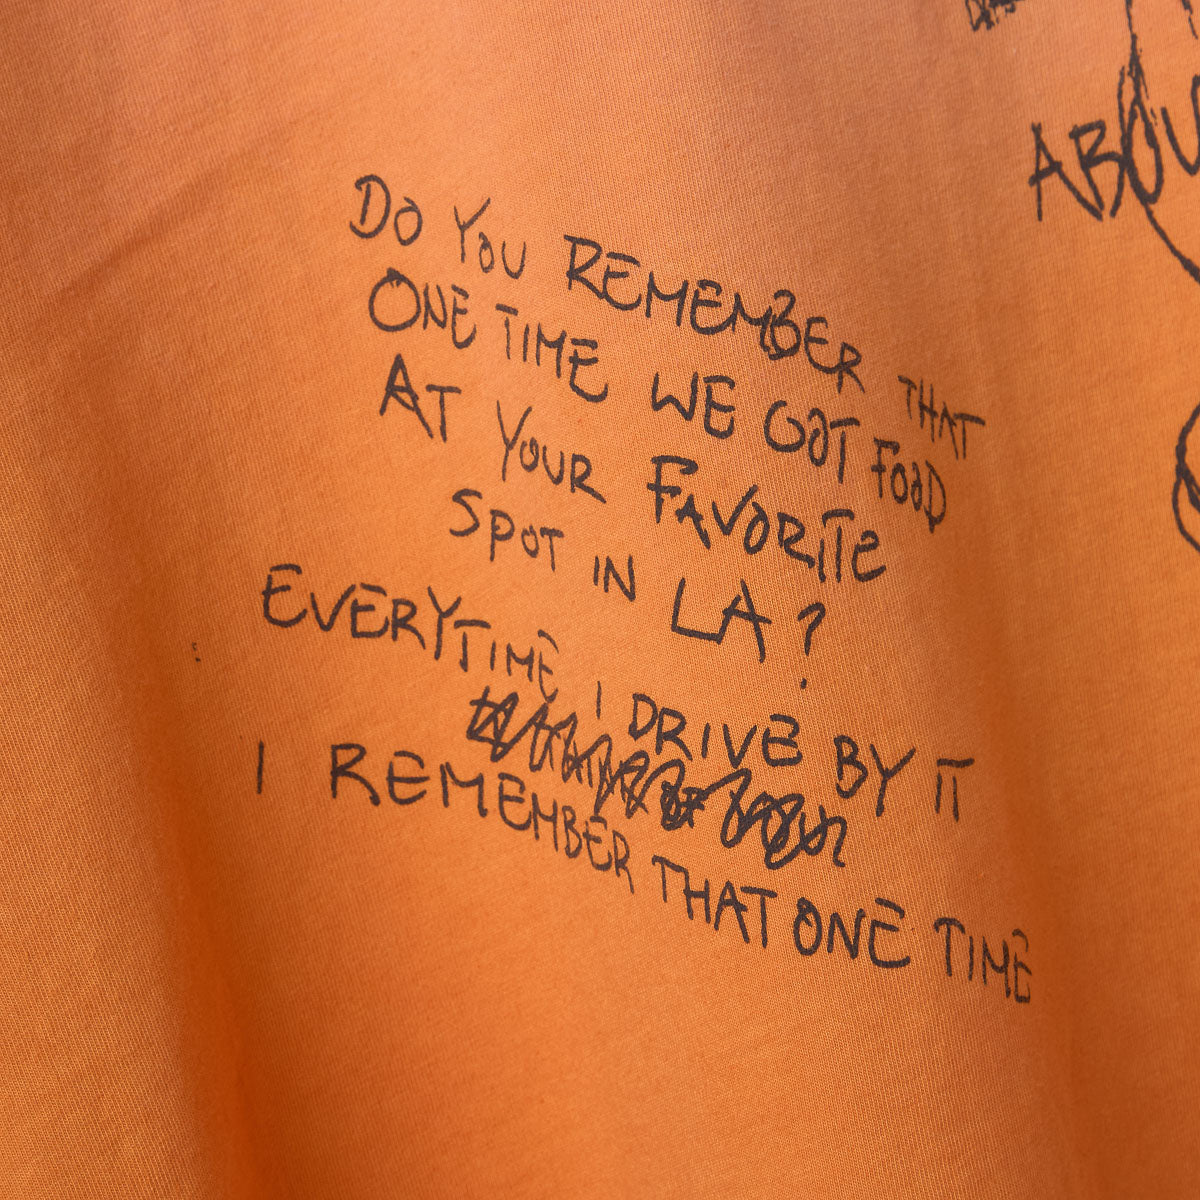 ABOU
DO YOU REMEMBER THAT
ONE TIME WE GOT FOOD
AT YOUR FAVORITE
SPOT IN LA?
EVERYTIME I DRIVE BY IT
I REMEMBER THAT ONE TIME